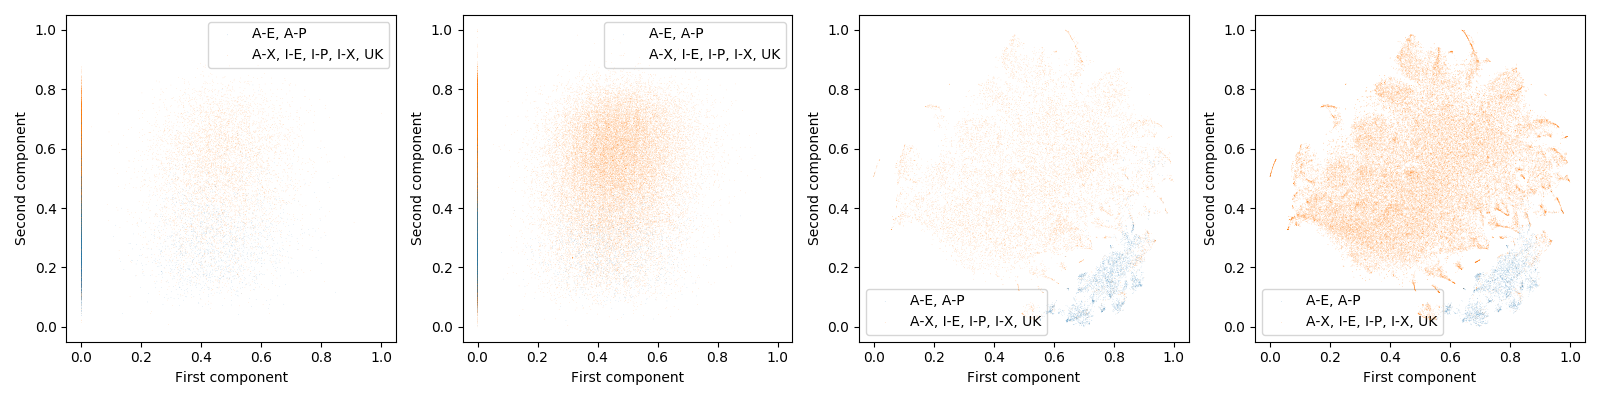 A-E, A-P
A-X, I-E, I-P, I-X, UK
Second component
1.0
0.8
0.6
0.4
0.2
0.0
0.0 0.2 0.4 0.6 0.8 1.0
First component
A-E, A-P
A-X, I-E, I-P, I-X, UK
Second component
1.0
0.8
0.6
0.4
0.2
0.0
0.0 0.2 0.4 0.6 0.8 1.0
First component
Second component
1.0
0.8
0.6
0.4
0.2
0.0
A-E, A-P
A-X, I-E, I-P, I-X, UK
0.0 0.2 0.4 0.6 0.8 1.0
First component
Second component
1.0
0.8
0.6
0.4
0.2
0.0
A-E, A-P
A-X, I-E, I-P, I-X, UK
0.0 0.2 0.4 0.6 0.8 1.0
First component